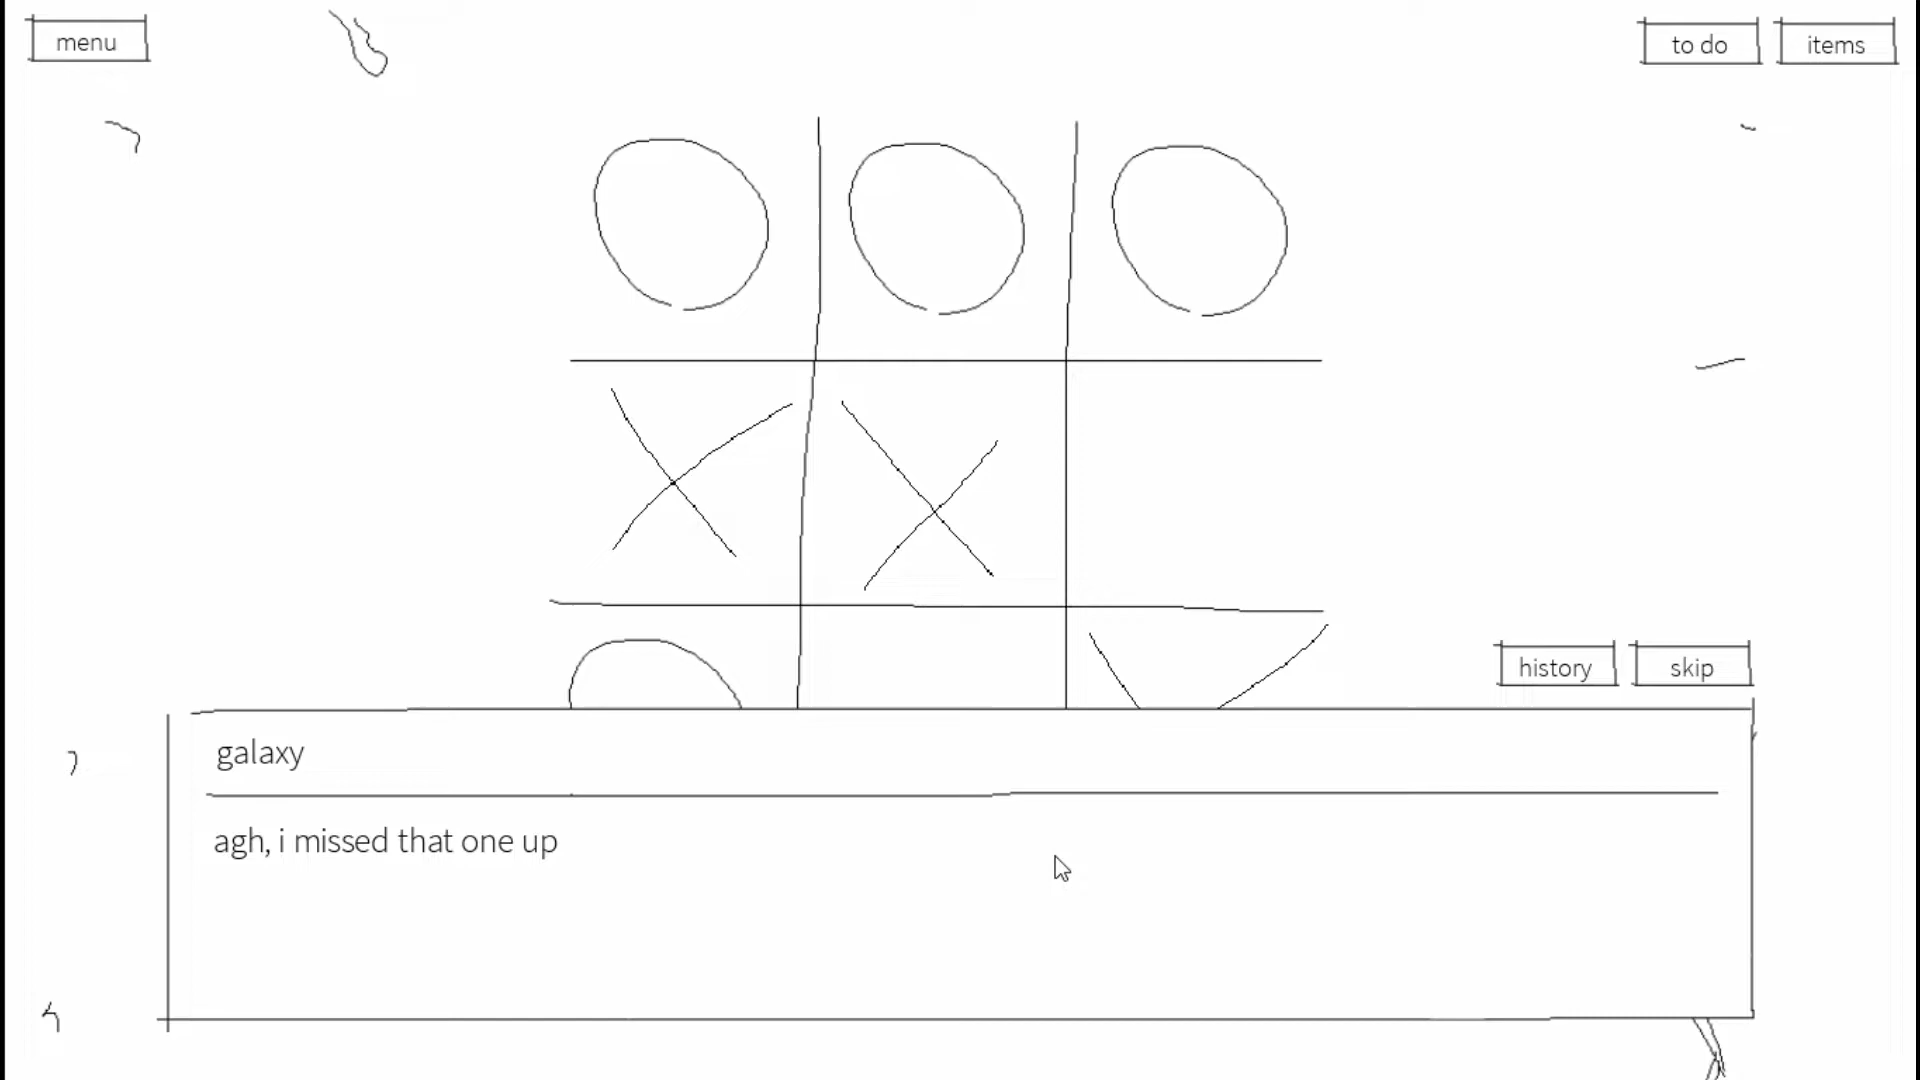 menu
to do
items
history
skip
galaxy
agh, i missed that one up